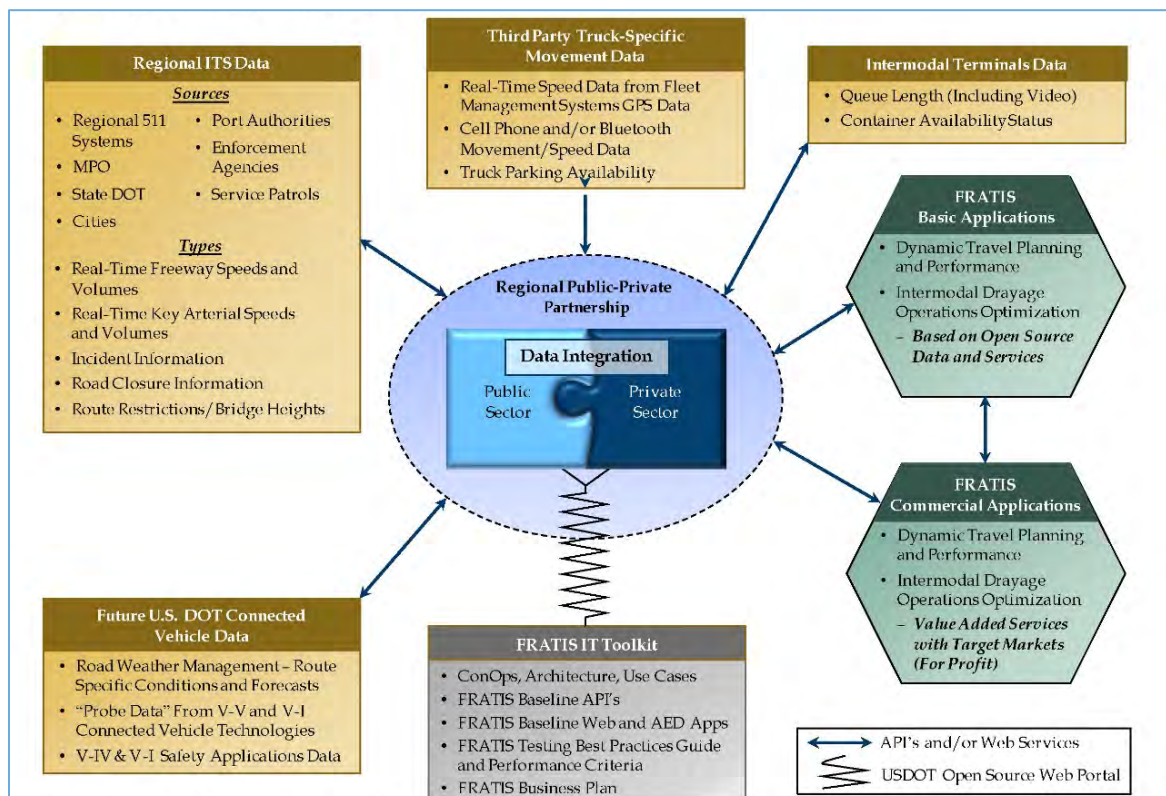 Regional ITS Data
Sources
• Regional 511
Systems
• MPO
• State DOT
• Cities
• Port Authorities
• Enforcement
Agencies
• Service Patrols
Types
• Real-Time Freeway Speeds and
Volumes
• Real-Time Key Arterial Speeds
and Volumes
• Incident Information
• Road Closure Information
• Route Restrictions/Bridge Heights
Third Party Truck-Specific
Movement Data
• Real-Time Speed Data from Fleet
Management Systems GPS Data
• Cell Phone and/or Bluetooth
Movement/Speed Data
• Truck Parking Availability
Intermodal Terminals Data
• Queue Length (Including Video)
• Container Availability Status
Regional Public-Private
Partnership
Data Integration
Public
Sector
Private
Sector
FRATIS
Basic Applications
• Dynamic Travel Planning
and Performance
• Intermodal Drayage
Operations Optimization
– Based on Open Source
Data and Services
FRATIS
Commercial Applications
• Dynamic Travel Planning
and Performance
• Intermodal Drayage
Operations Optimization
– Value Added Services
with Target Markets
(For Profit)
Future U.S. DOT Connected
Vehicle Data
• Road Weather Management – Route
Specific Conditions and Forecasts
• “Probe Data” From V-V and V-I
Connected Vehicle Technologies
• V-IV & V-I Safety Applications Data
FRATIS IT Toolkit
• ConOps, Architecture, Use Cases
• FRATIS Baseline API's
• FRATIS Baseline Web and AED Apps
• FRATIS Testing Best Practices Guide
and Performance Criteria
• FRATIS Business Plan
API's and/or Web Services
USDOT Open Source Web Portal